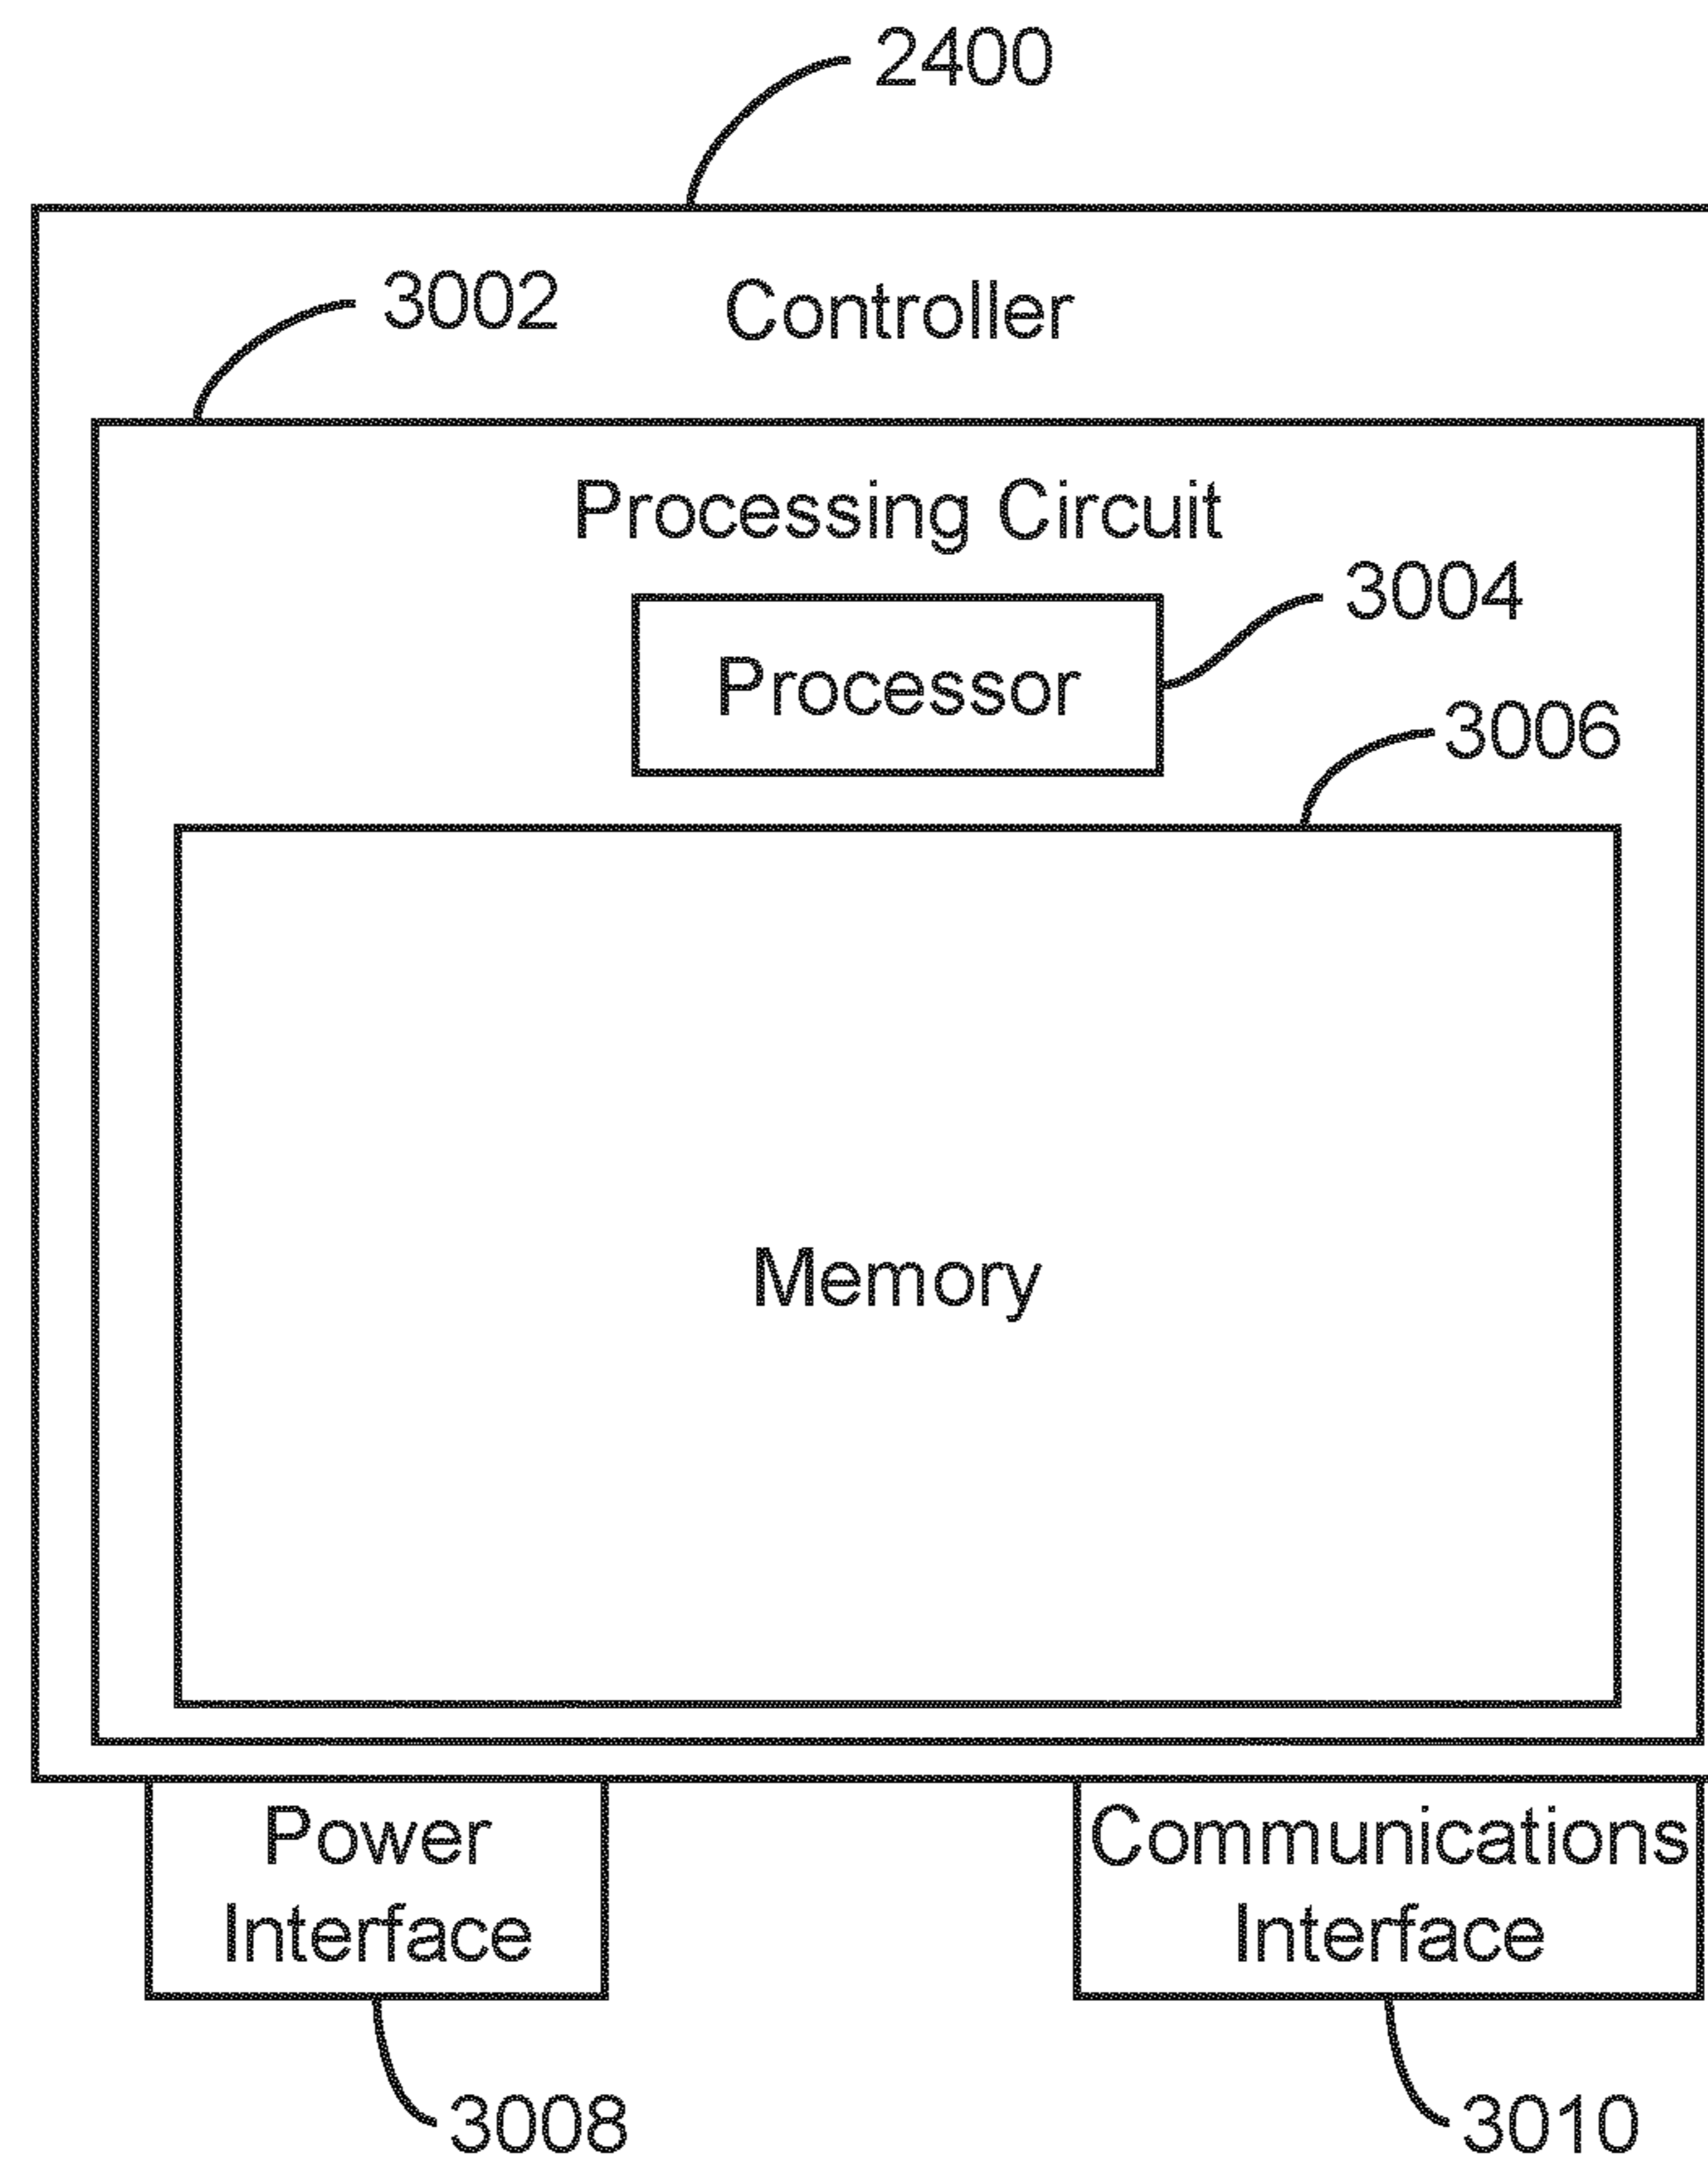 2400
3002
Controller
Processing Circuit
3004
Processor
3006
Memory
Power
Interface
Communications
Interface
3008
3010